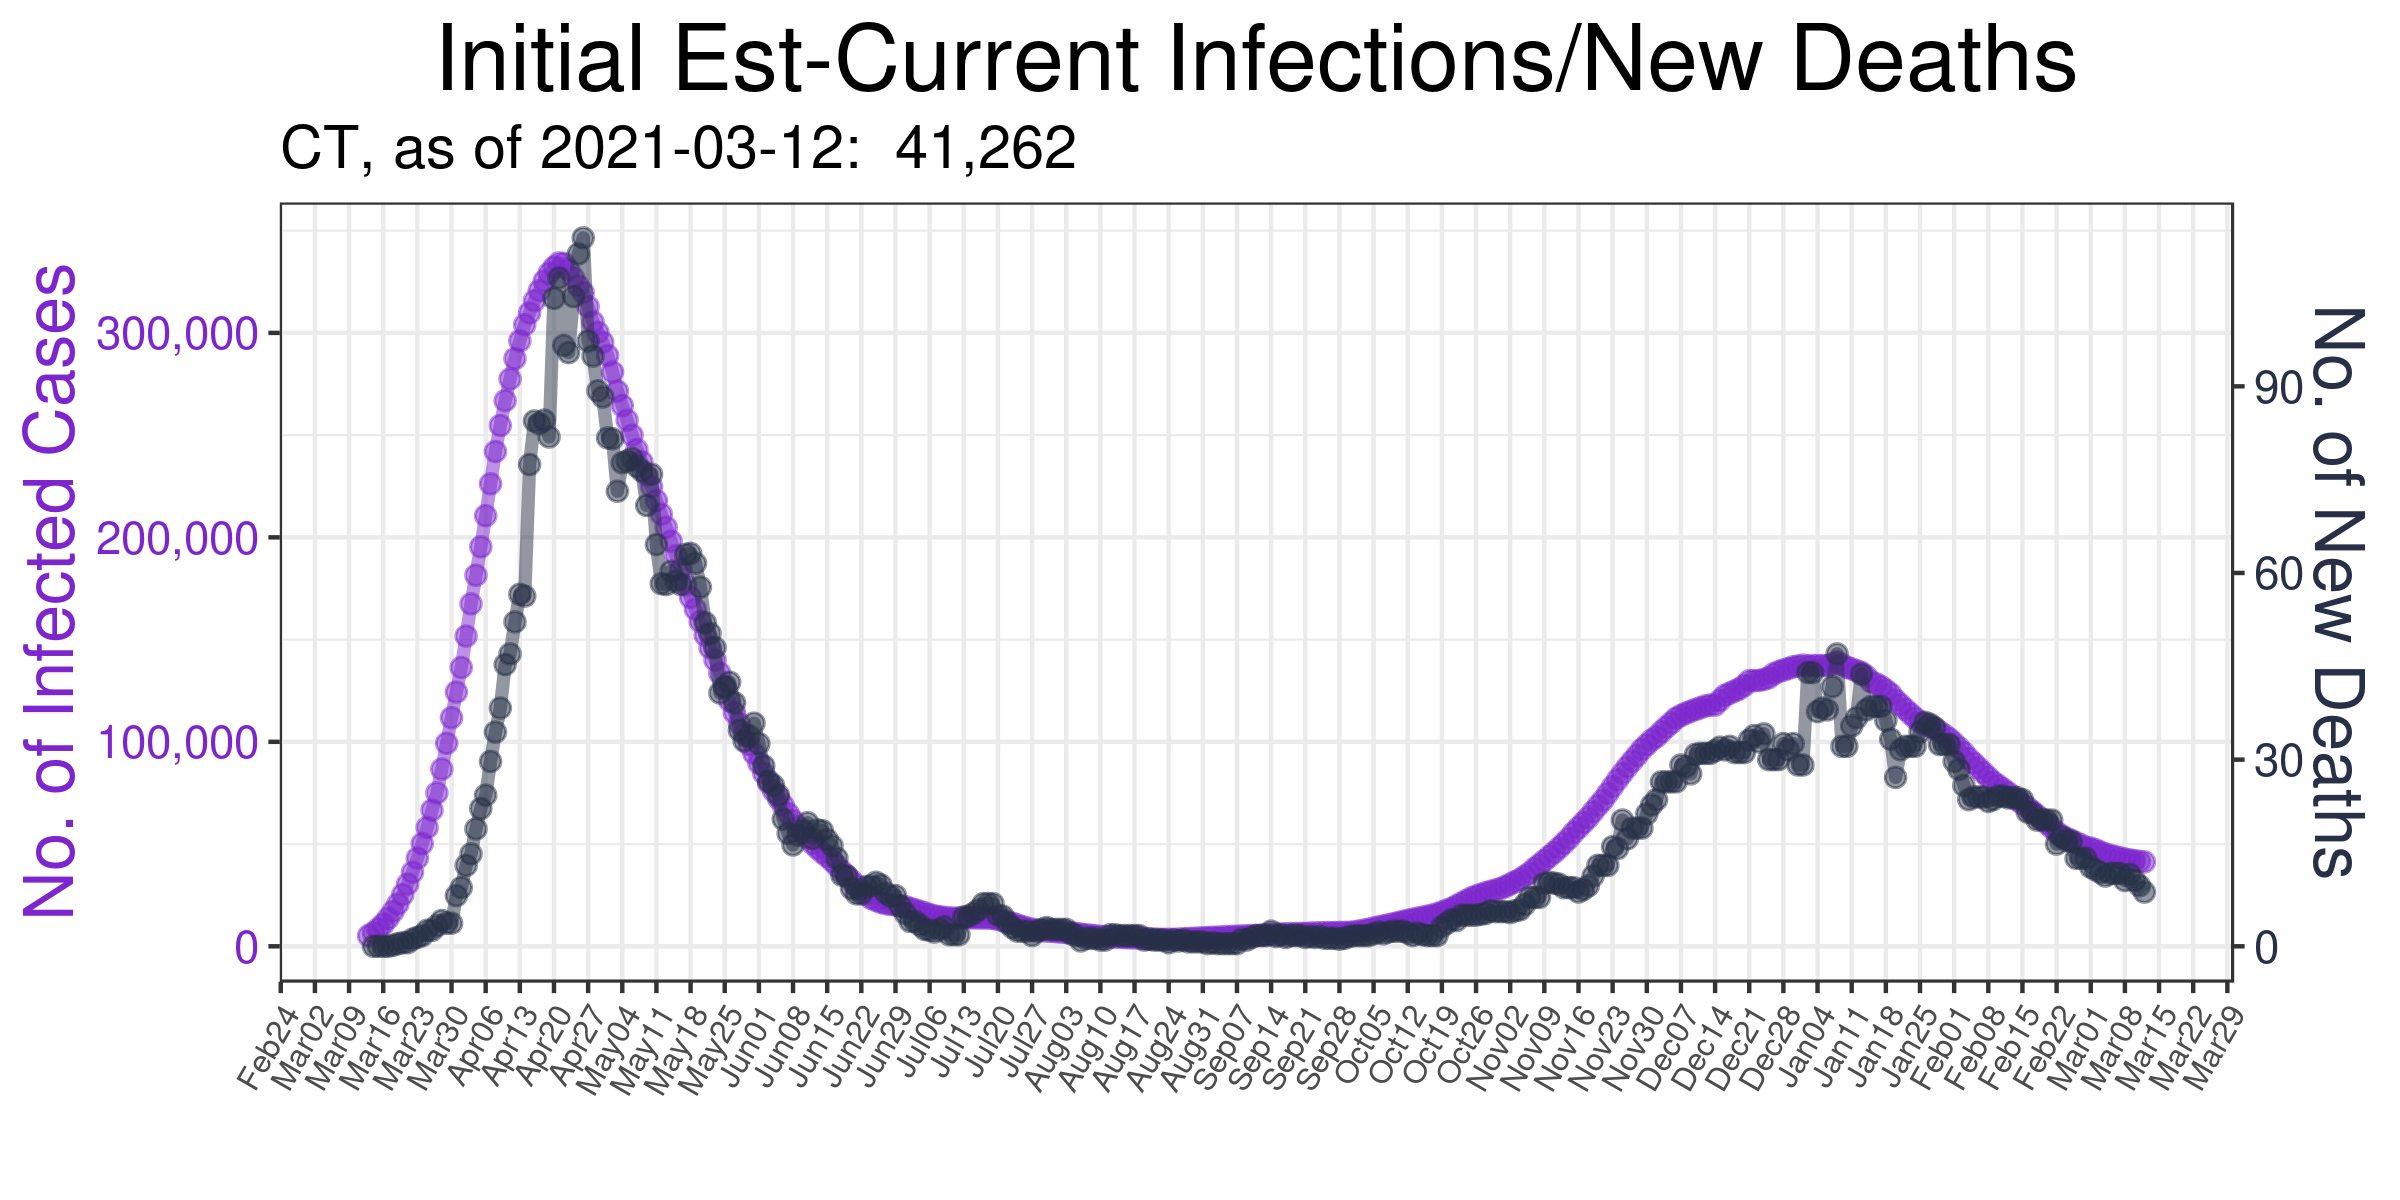 Initial Est-Current Infections/New Deaths
CT, as of 2021-03-12:  41,262
No. of Infected Cases
300,000
200,000
100,000
0
No. of New Deaths
90
60
30
0
Feb24
Mar02
Mar09
Mar16
Mar23
Mar30
Apr06
Apr13
Apr20
Apr27
May04
May11
May18
May25
Jun01
Jun08
Jun15
Jun22
Jun29
Jul06
Jul13
Jul20
Jul27
Aug03
Aug10
Aug17
Aug24
Aug31
Sep07
Sep14
Sep21
Sep28
Oct05
Oct12
Oct19
Oct26
Nov02
Nov09
Nov16
Nov23
Nov30
Dec07
Dec14
Dec21
Dec28
Jan04
Jan11
Jan18
Jan25
Feb01
Feb08
Feb15
Feb22
Mar01
Mar08
Mar15
Mar22
Mar29